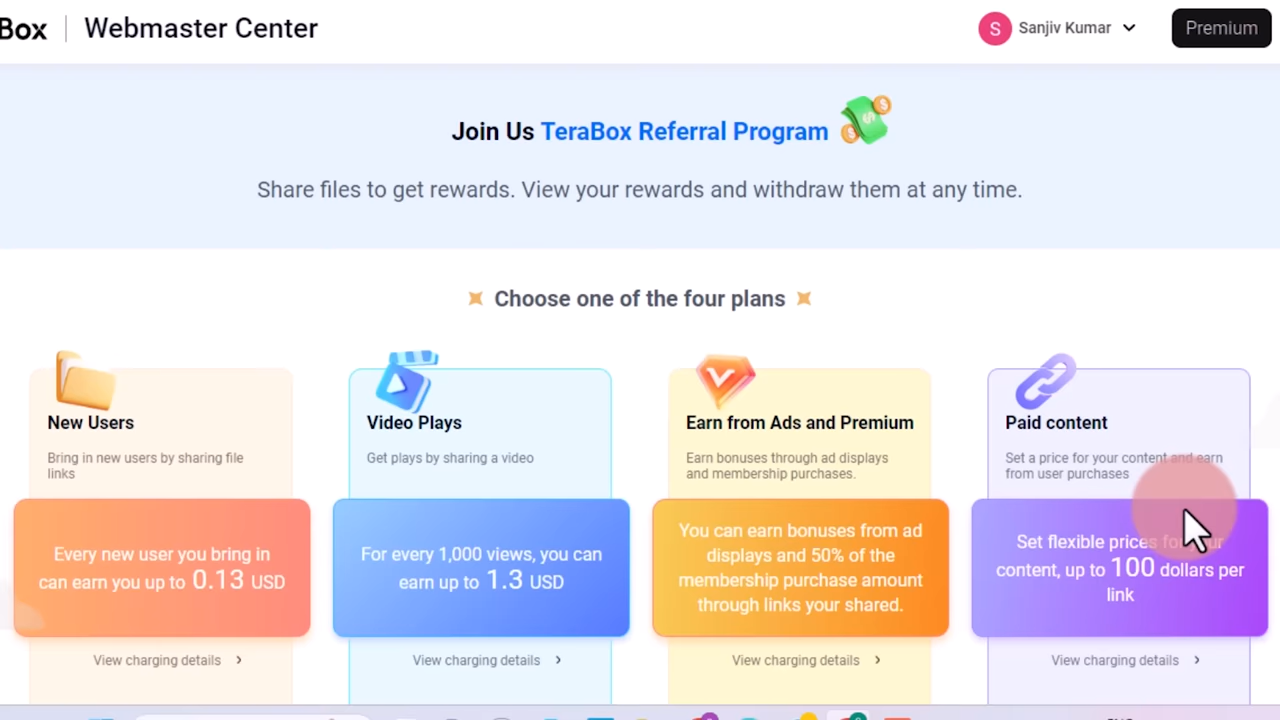 Box
Webmaster Center
S
Sanjiv Kumar
Premium
Join Us TeraBox Referral Program
Share files to get rewards. View your rewards and withdraw them at any time.
Choose one of the four plans
New Users
Bring in new users by sharing file
links
Every new user you bring in
can earn you up to 0.13 USD
View charging details
Video Plays
Get plays by sharing a video
For every 1,000 views, you can
earn up to 1.3 USD
View charging details
Earn from Ads and Premium
Earn bonuses through ad displays
and membership purchases.
You can earn bonuses from ad
displays and 50% of the
membership purchase amount
through links your shared.
View charging details
Paid content
Set a price for your content and earn
from user purchases
Set flexible prices for your
content, up to 100 dollars per
link
View charging details